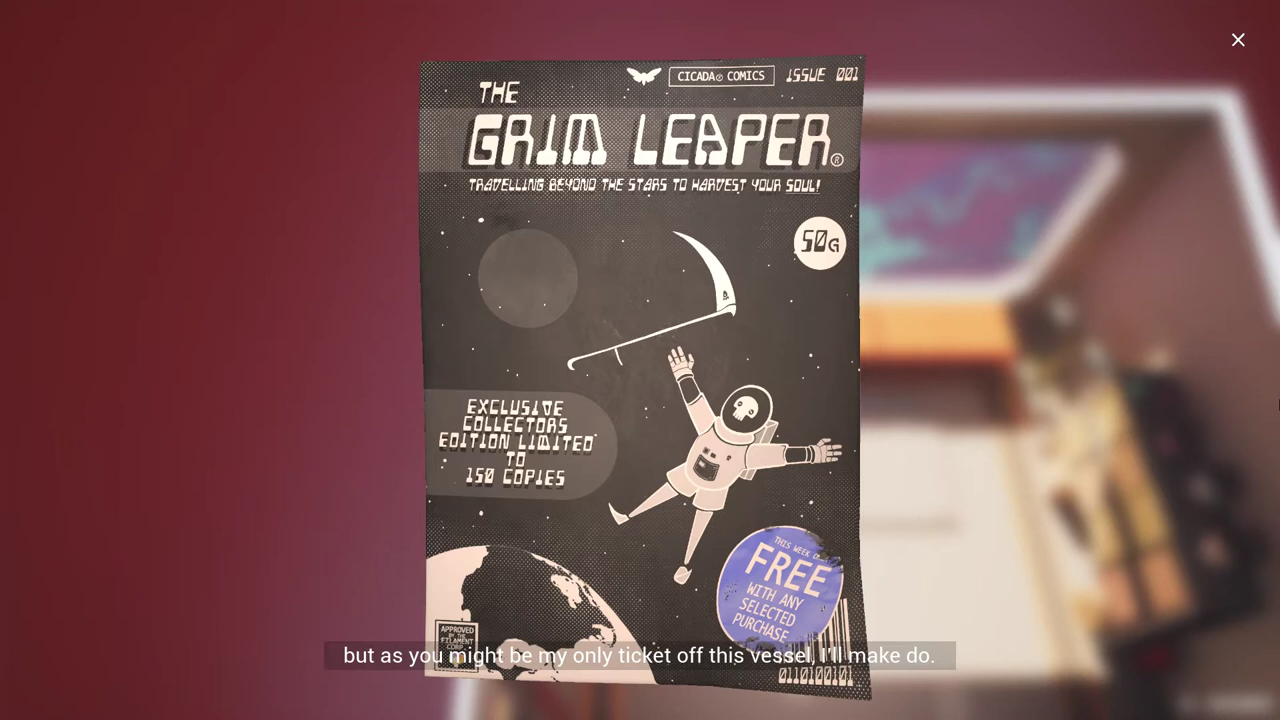 CICADA® COMICS
ISSUE 001
THE
GRIM LEAPER®
TRAVELLING BEYOND THE STARS TO HARVEST YOUR SOUL!
50G
EXCLUSIVE
COLLECTORS
EDITION LIMITED
TO
150 COPIES
THIS WEEK
FREE
WITH ANY
SELECTED
PURCHASE
APPROVED
BY THE
FILAMENT
CORP
but as you might be my only ticket off this vessel, I'll make do.
0110100101